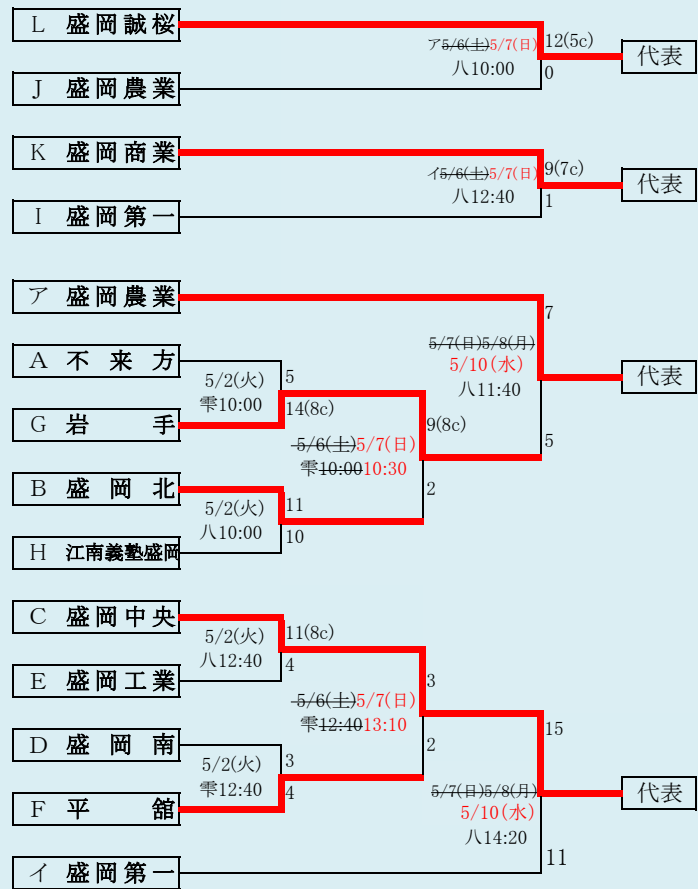 L 盛岡誠桜
ア5/6(土)5/7(日)
12(5c)
八10:00
代表
0
J 盛岡農業
K 盛岡商業
イ5/6(土)5/7(日)
9(7c)
八12:40
代表
1
I 盛岡第一
ア 盛岡農業
7
5/7(日)5/8(月)
5/10(水)
八11:40
代表
A 不来方
5/2(火)
5
雫10:00
14(8c)
G 岩手
9(8c)
5/6(土)5/7(日)
雫10:0010:30
5
2
B 盛岡北
5/2(火)
11
八10:00
10
H 江南義塾盛岡
C 盛岡中央
5/2(火)
11(8c)
八12:40
4
E 盛岡工業
3
5/6(土)5/7(日)
雫12:4013:10
2
15
D 盛岡南
5/2(火)
3
雫12:40
4
F 平舘
5/7(日)5/8(月)
5/10(水)
八14:20
代表
11
イ 盛岡第一